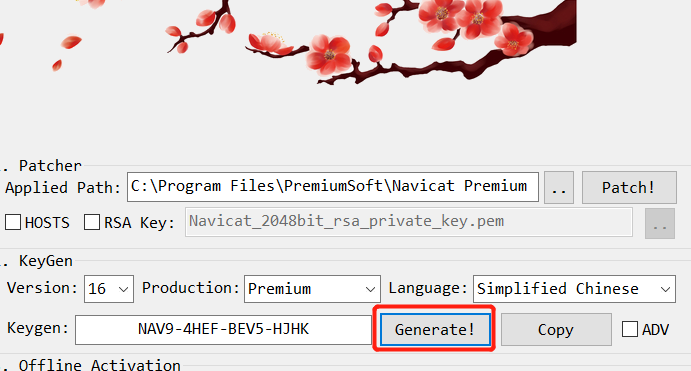 . Patcher
Applied Path: C:\Program Files\PremiumSoft\Navicat Premium .. Patch!
HOSTS RSA Key: Navicat_2048bit_rsa_private_key.pem ..
. KeyGen
Version: 16 Production: Premium Language: Simplified Chinese
Keygen: NAV9-4HEF-BEV5-HJHK Generate! Copy ADV
. Offline Activation